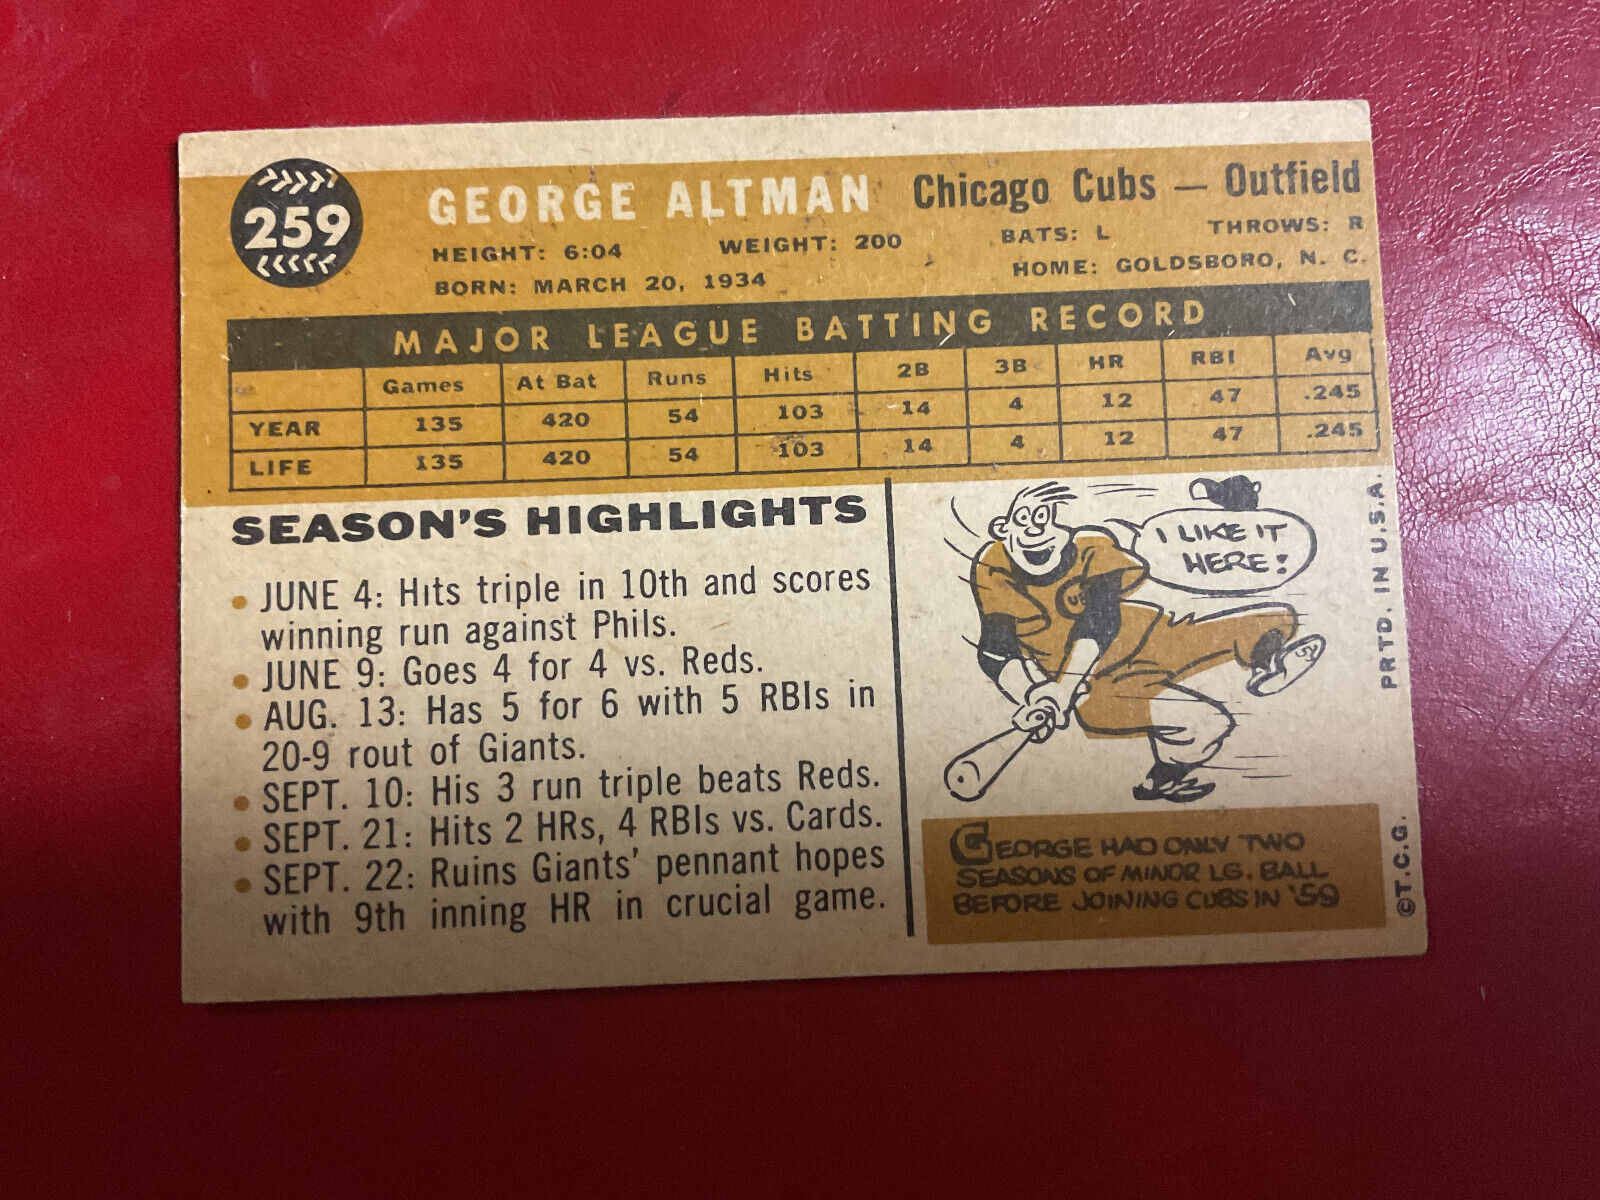 259
GEORGE ALTMAN Chicago Cubs — Outfield
HEIGHT: 6:04 WEIGHT: 200 BATS: L THROWS: R
BORN: MARCH 20, 1934 HOME: GOLDSBORO, N. C.
MAJOR LEAGUE BATTING RECORD
Games At Bat Runs Hits 2B 3B HR RBI Avg
YEAR 135 420 54 103 14 4 12 47 .245
LIFE 135 420 54 103 14 4 12 47 .245
SEASON'S HIGHLIGHTS
• JUNE 4: Hits triple in 10th and scores
winning run against Phils.
• JUNE 9: Goes 4 for 4 vs. Reds.
• AUG. 13: Has 5 for 6 with 5 RBIs in
20-9 rout of Giants.
• SEPT. 10: His 3 run triple beats Reds.
• SEPT. 21: Hits 2 HRs, 4 RBIs vs. Cards.
• SEPT. 22: Ruins Giants' pennant hopes
with 9th inning HR in crucial game.
I LIKE IT
HERE!
GEORGE HAD ONLY TWO
SEASONS OF MINOR LG. BALL
BEFORE JOINING CUBS IN '59
©T.C.G. PRTD. IN U.S.A.